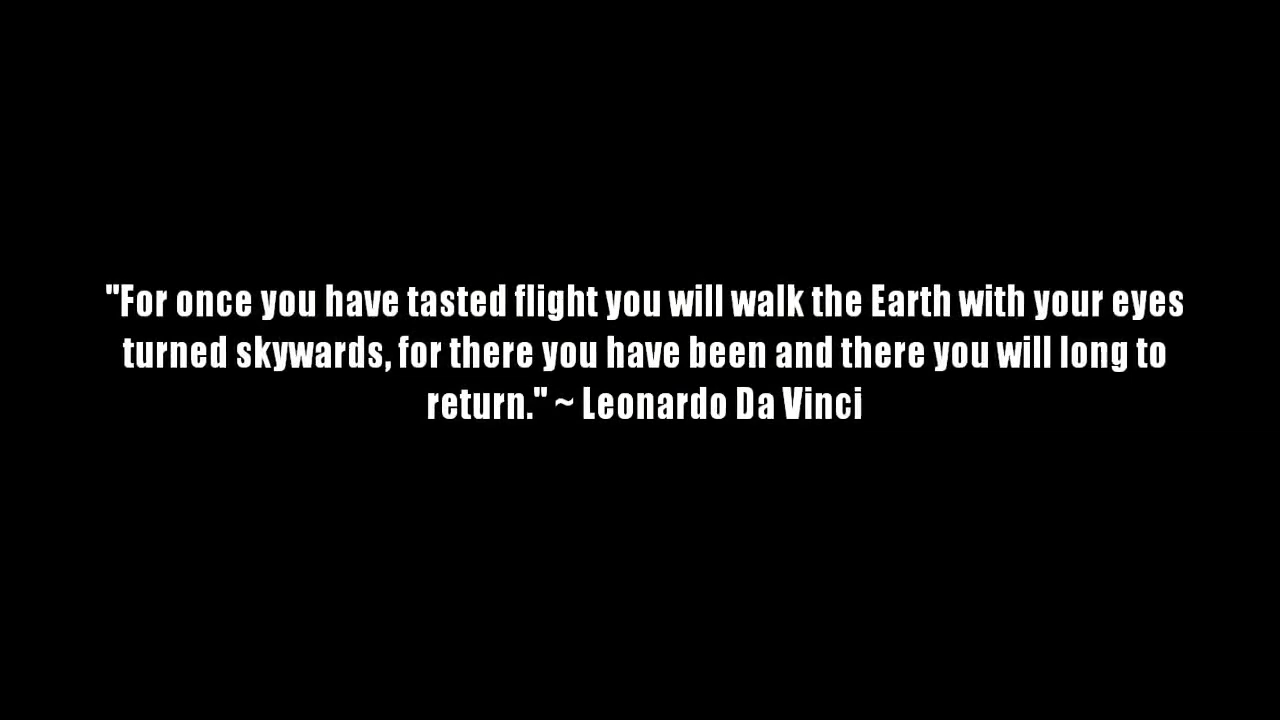 "For once you have tasted flight you will walk the Earth with your eyes
turned skywards, for there you have been and there you will long to
return." ~ Leonardo Da Vinci